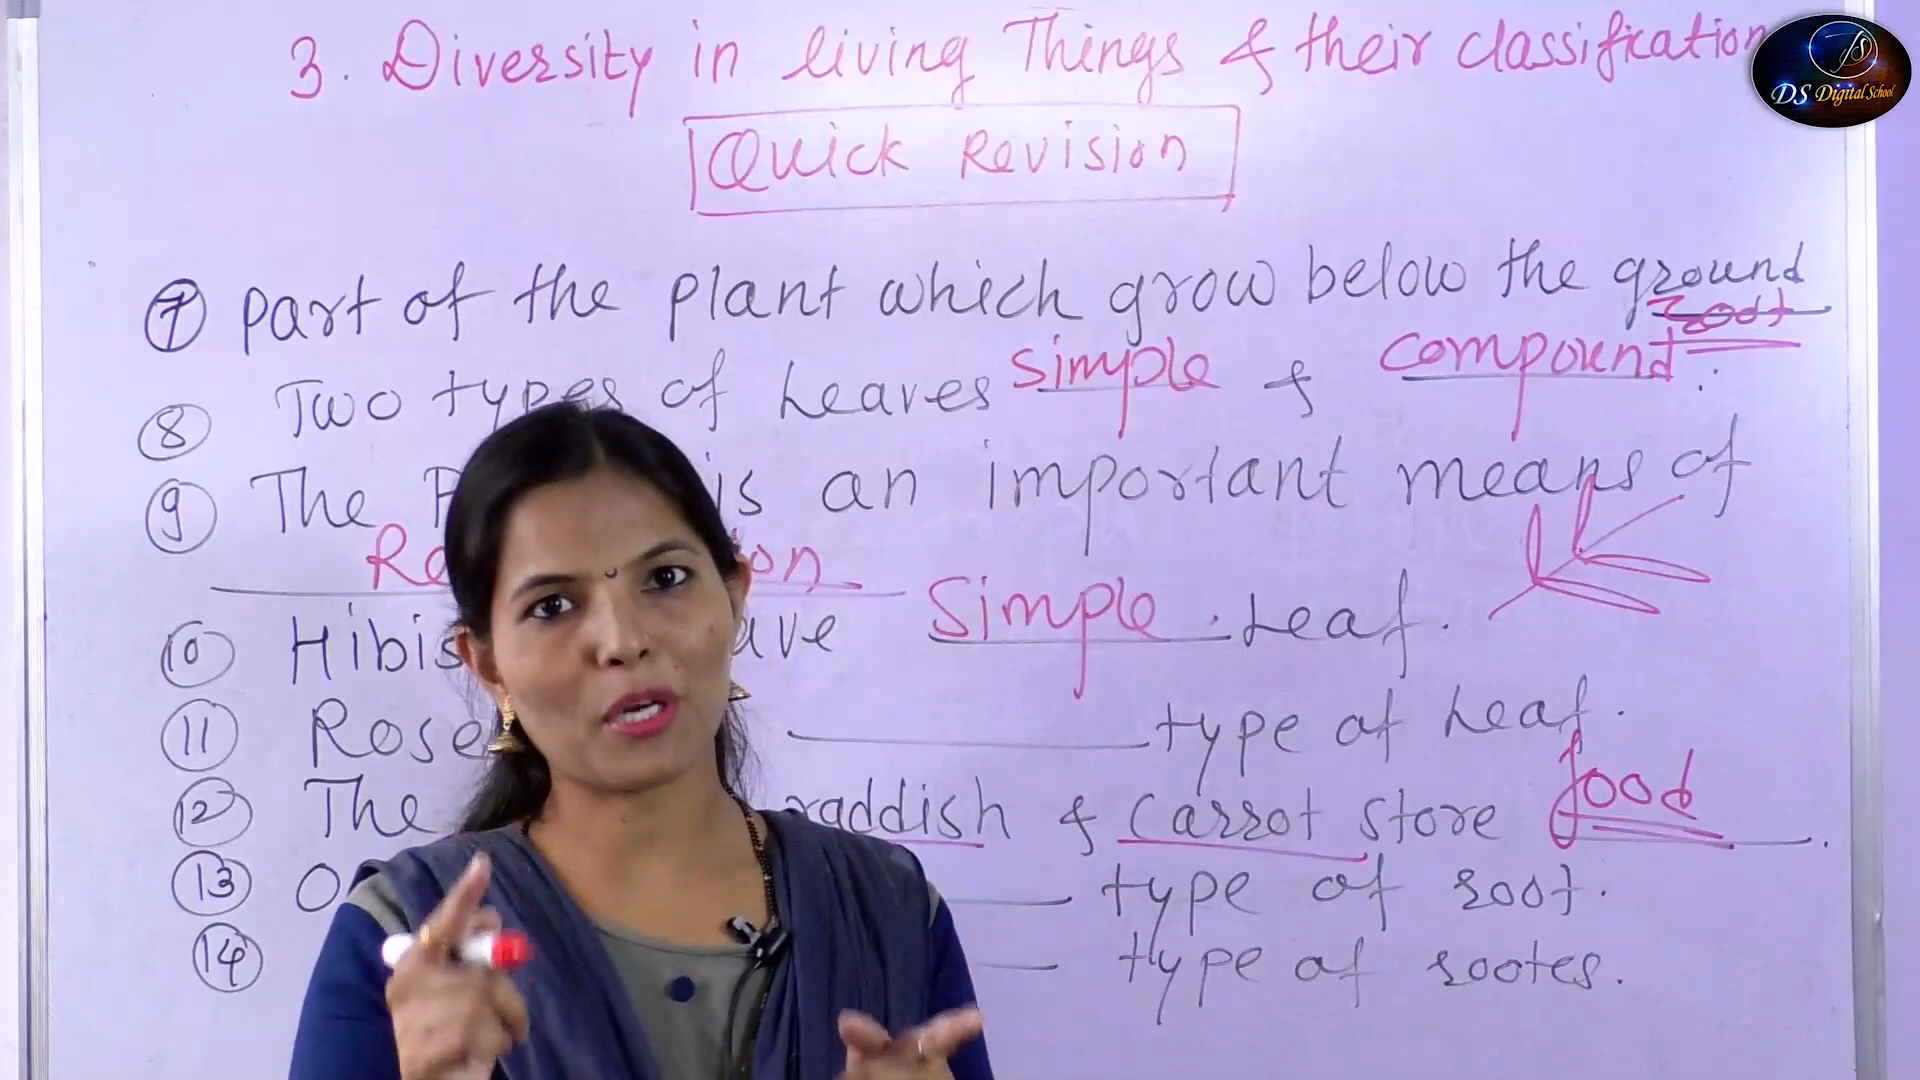 3. Diversity in living Things & their classification
DS Digital School
Quick Revision
7 Part of the plant which grow below the ground
root
8 Two types of Leaves simple & compound.
9 The is an important means of
10 have Simple Leaf.
11 Rose type of Leaf.
12 The raddish & carrot store food.
13 type of root.
14 type of rootes.